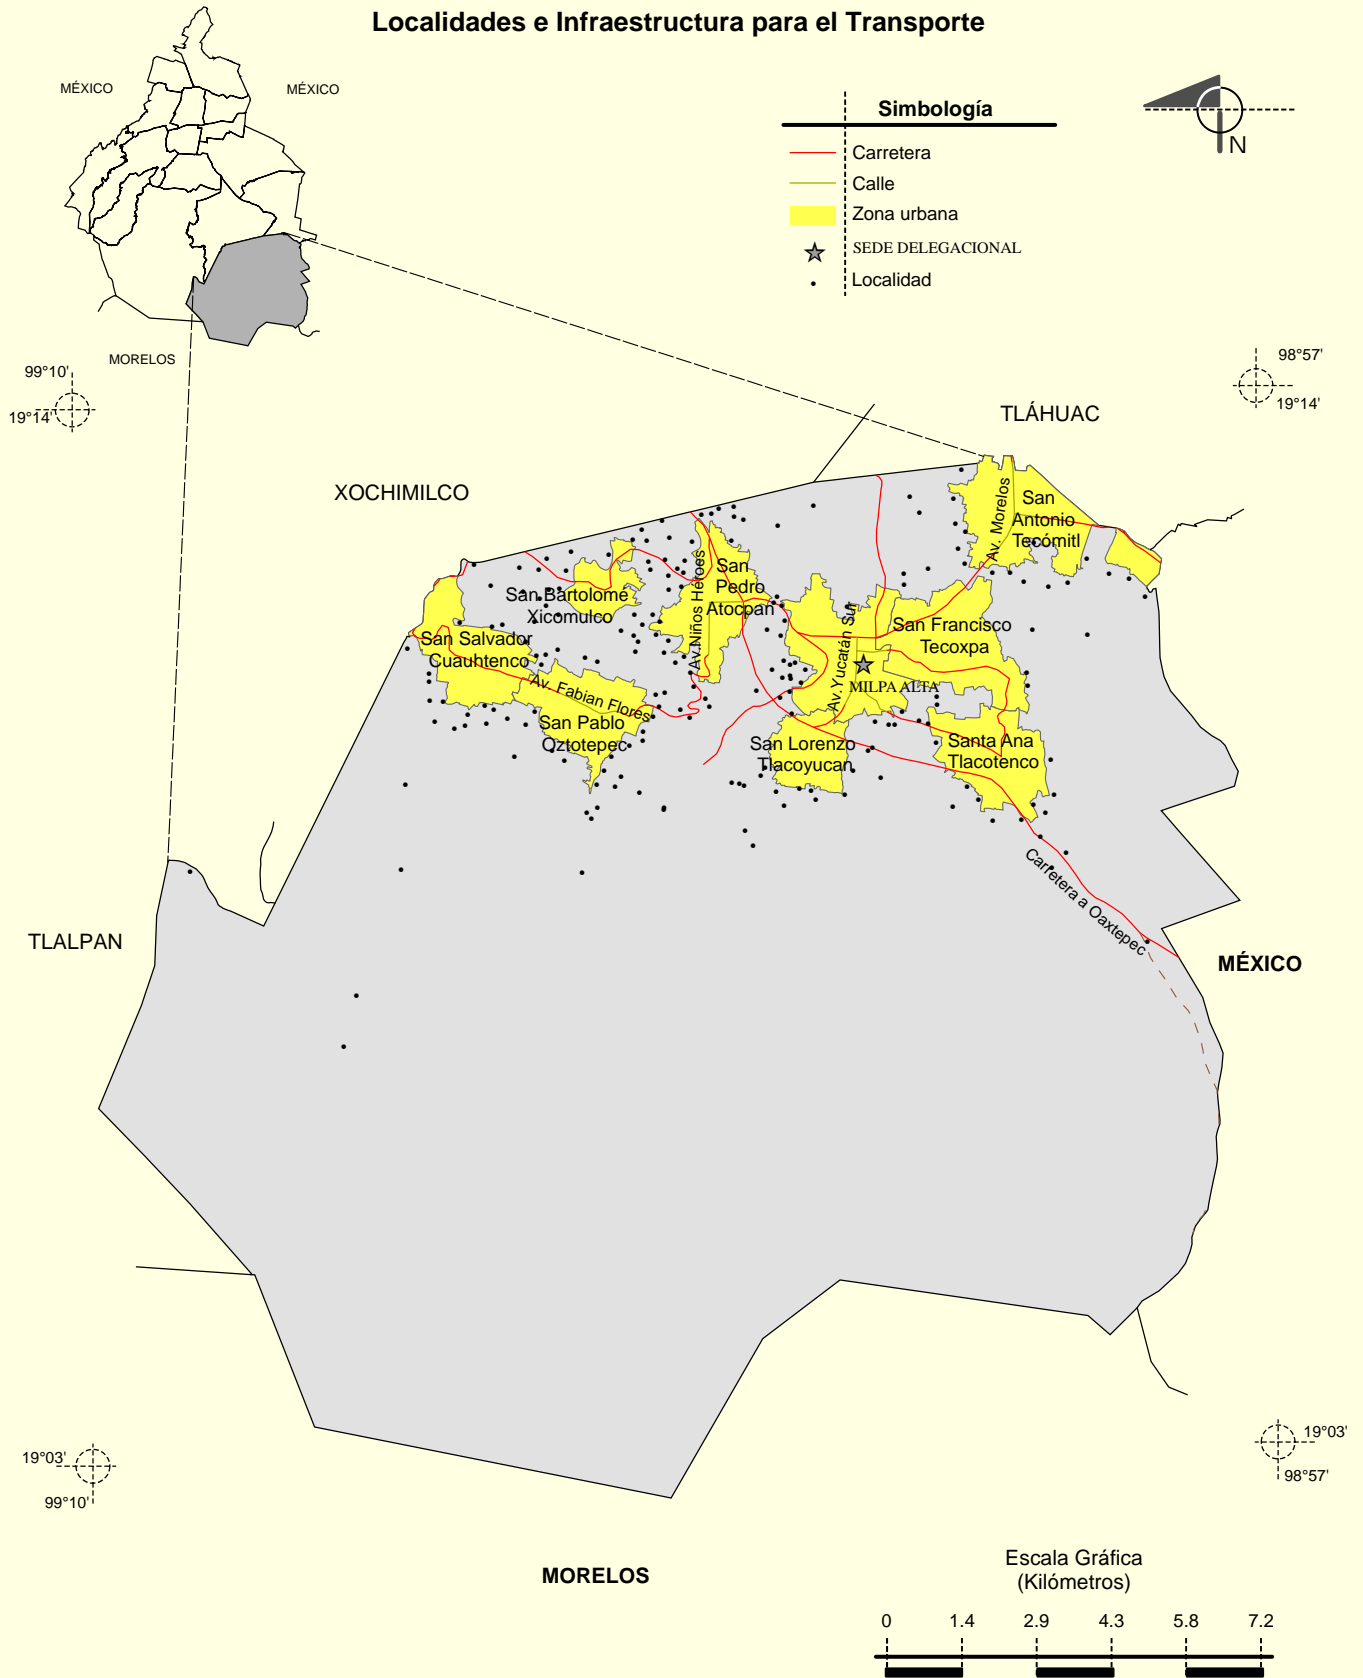 Localidades e Infraestructura para el Transporte
MÉXICO
MÉXICO
MORELOS
Simbología
Carretera
Calle
Zona urbana
SEDE DELEGACIONAL
Localidad
N
99°10'
19°14'
98°57'
19°14'
TLÁHUAC
XOCHIMILCO
San
Antonio
Tecómitl
Av. Morelos
San
Pedro
Atocpan
Av.Niños Héroes
San Bartolomé
Xicomulco
San Francisco
Tecoxpa
Av. Yucatán Sur
San Salvador
Cuauhtenco
MILPA ALTA
Av. Fabian Flores
San Pablo
Oztotepec
San Lorenzo
Tlacoyucan
Santa Ana
Tlacotenco
Carretera a Oaxtepec
TLALPAN
MÉXICO
19°03'
99°10'
19°03'
98°57'
MORELOS
Escala Gráfica
(Kilómetros)
0 1.4 2.9 4.3 5.8 7.2